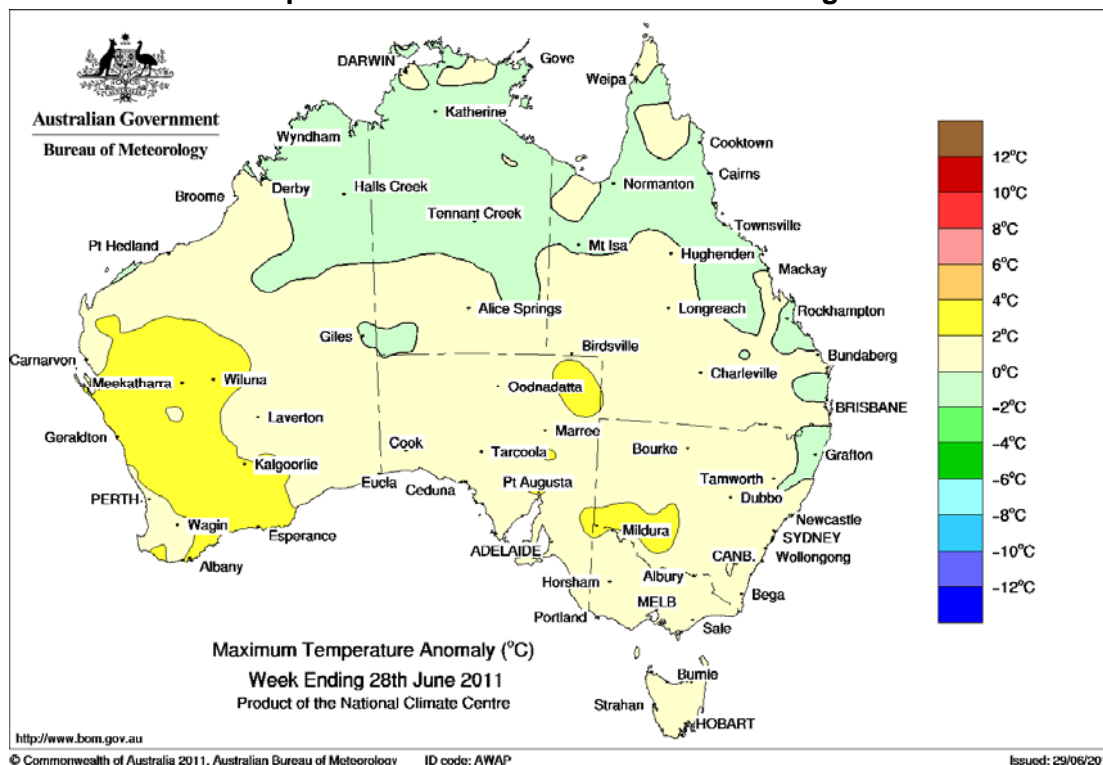 Australian Government
Bureau of Meteorology
DARWIN
Gove
Weipa
Katherine
Cooktown
Wyndham
Cairns
Derby
Halls Creek
Normanton
Broome
Tennant Creek
Townsville
Mt Isa
Hughenden
Pt Hedland
Mackay
Alice Springs
Longreach
Rockhampton
Giles
Birdsville
Bundaberg
Carnarvon
Meekatharra
Wiluna
Oodnadatta
Charleville
BRISBANE
Laverton
Marree
Geraldton
Cook
Tarcoola
Bourke
Grafton
Kalgoorlie
Eucla
Ceduna
Pt Augusta
Tamworth
Dubbo
PERTH
Newcastle
Wagin
Esperance
Mildura
SYDNEY
ADELAIDE
CANB.
Wollongong
Albany
Horsham
Albury
Bega
Portland
MELB
Sale
Burnie
Strahan
HOBART
12°C
10°C
8°C
6°C
4°C
2°C
0°C
−2°C
−4°C
−6°C
−8°C
−10°C
−12°C
Maximum Temperature Anomaly (°C)
Week Ending 28th June 2011
Product of the National Climate Centre
http://www.bom.gov.au
© Commonwealth of Australia 2011, Australian Bureau of Meteorology ID code: AWAP Issued: 29/06/20